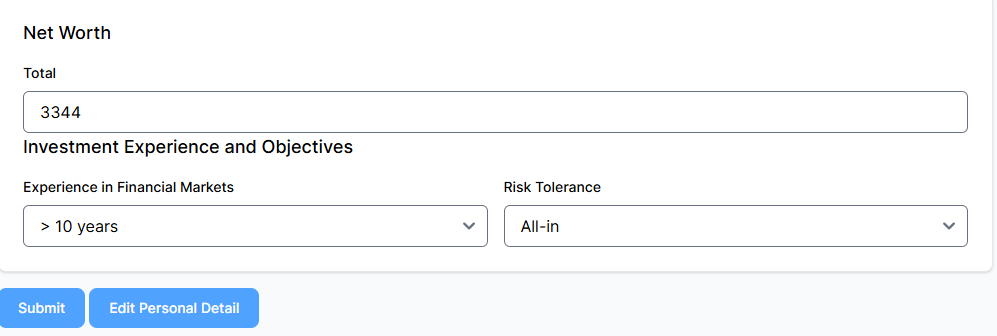 Net Worth
Total
3344
Investment Experience and Objectives
Experience in Financial Markets
> 10 years
Risk Tolerance
All-in
Submit
Edit Personal Detail